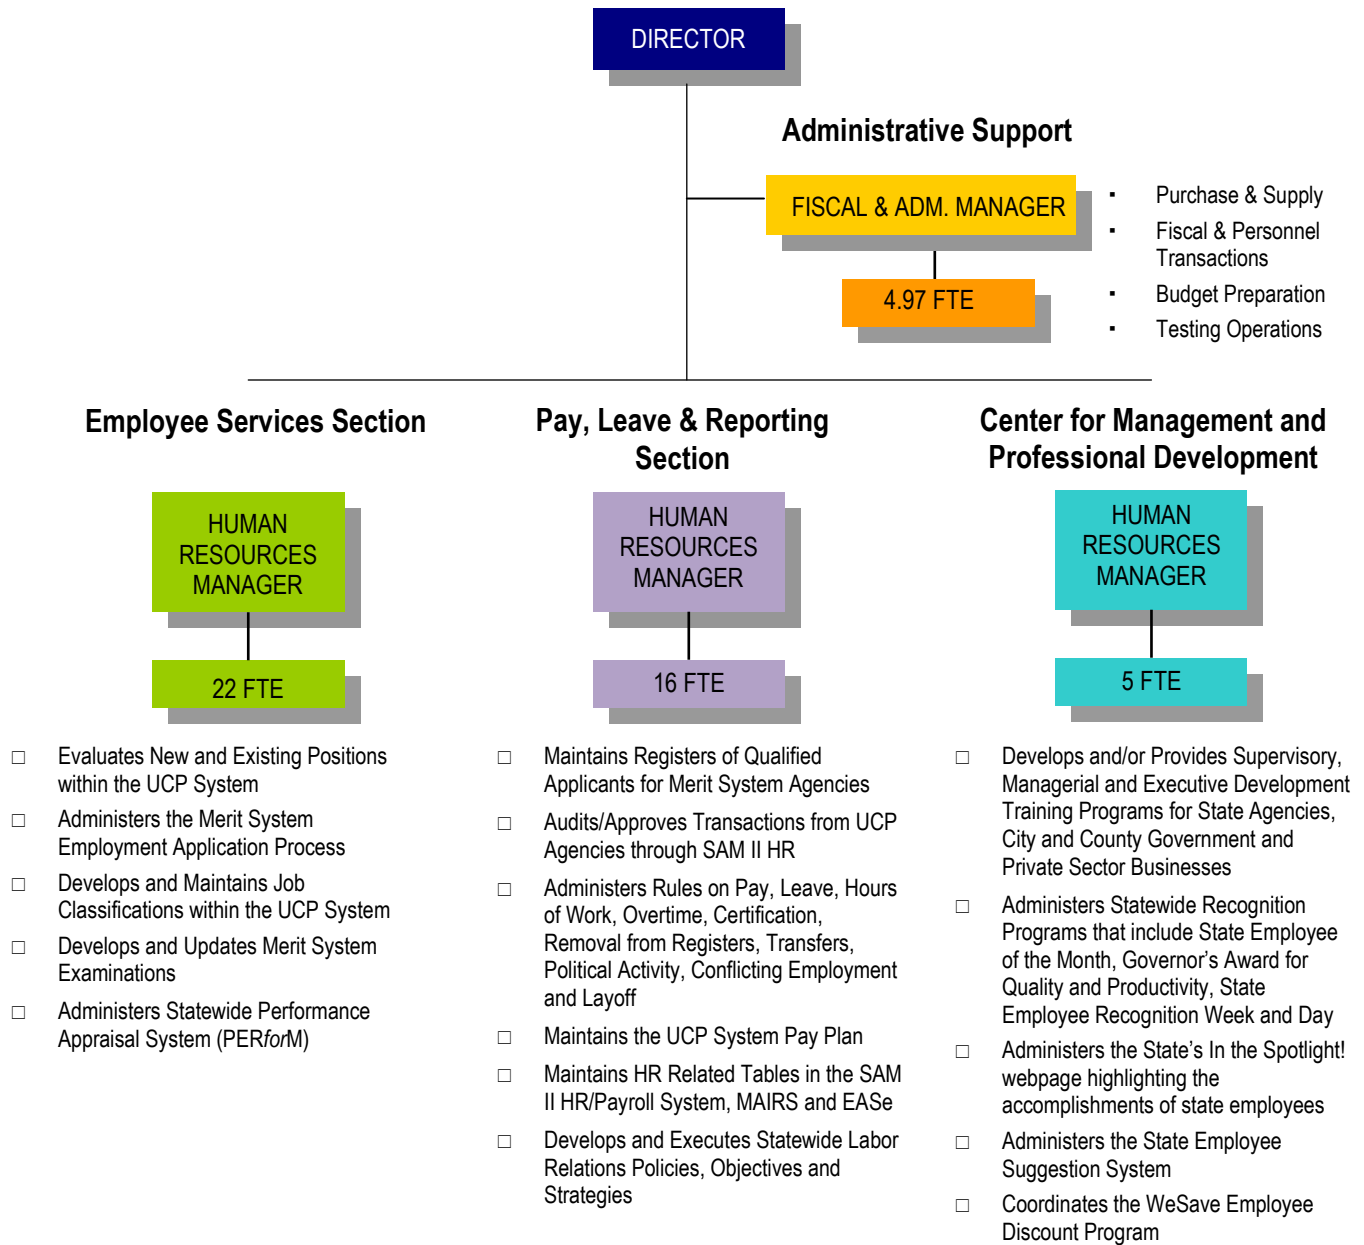 DIRECTOR
Administrative Support
FISCAL & ADM. MANAGER
4.97 FTE
▪ Purchase & Supply
▪ Fiscal & Personnel
Transactions
▪ Budget Preparation
▪ Testing Operations
Employee Services Section
HUMAN
RESOURCES
MANAGER
22 FTE
□ Evaluates New and Existing Positions
within the UCP System
□ Administers the Merit System
Employment Application Process
□ Develops and Maintains Job
Classifications within the UCP System
□ Develops and Updates Merit System
Examinations
□ Administers Statewide Performance
Appraisal System (PERforM)
Pay, Leave & Reporting
Section
HUMAN
RESOURCES
MANAGER
16 FTE
□ Maintains Registers of Qualified
Applicants for Merit System Agencies
□ Audits/Approves Transactions from UCP
Agencies through SAM II HR
□ Administers Rules on Pay, Leave, Hours
of Work, Overtime, Certification,
Removal from Registers, Transfers,
Political Activity, Conflicting Employment
and Layoff
□ Maintains the UCP System Pay Plan
□ Maintains HR Related Tables in the SAM
II HR/Payroll System, MAIRS and EASe
□ Develops and Executes Statewide Labor
Relations Policies, Objectives and
Strategies
Center for Management and
Professional Development
HUMAN
RESOURCES
MANAGER
5 FTE
□ Develops and/or Provides Supervisory,
Managerial and Executive Development
Training Programs for State Agencies,
City and County Government and
Private Sector Businesses
□ Administers Statewide Recognition
Programs that include State Employee
of the Month, Governor’s Award for
Quality and Productivity, State
Employee Recognition Week and Day
□ Administers the State’s In the Spotlight!
webpage highlighting the
accomplishments of state employees
□ Administers the State Employee
Suggestion System
□ Coordinates the WeSave Employee
Discount Program